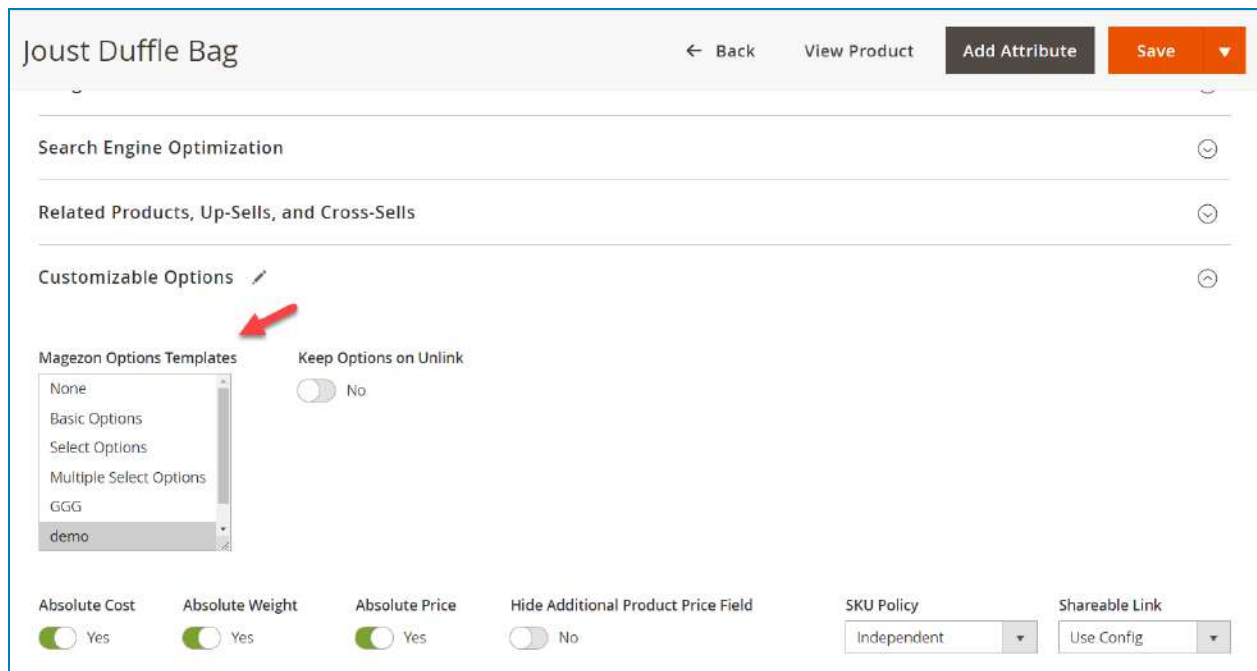 Joust Duffle Bag
← Back View Product Add Attribute Save
Search Engine Optimization
Related Products, Up-Sells, and Cross-Sells
Customizable Options
Magezon Options Templates Keep Options on Unlink
None No
Basic Options
Select Options
Multiple Select Options
GGG
demo
Absolute Cost Absolute Weight Absolute Price Hide Additional Product Price Field SKU Policy Shareable Link
Yes Yes Yes No Independent Use Config